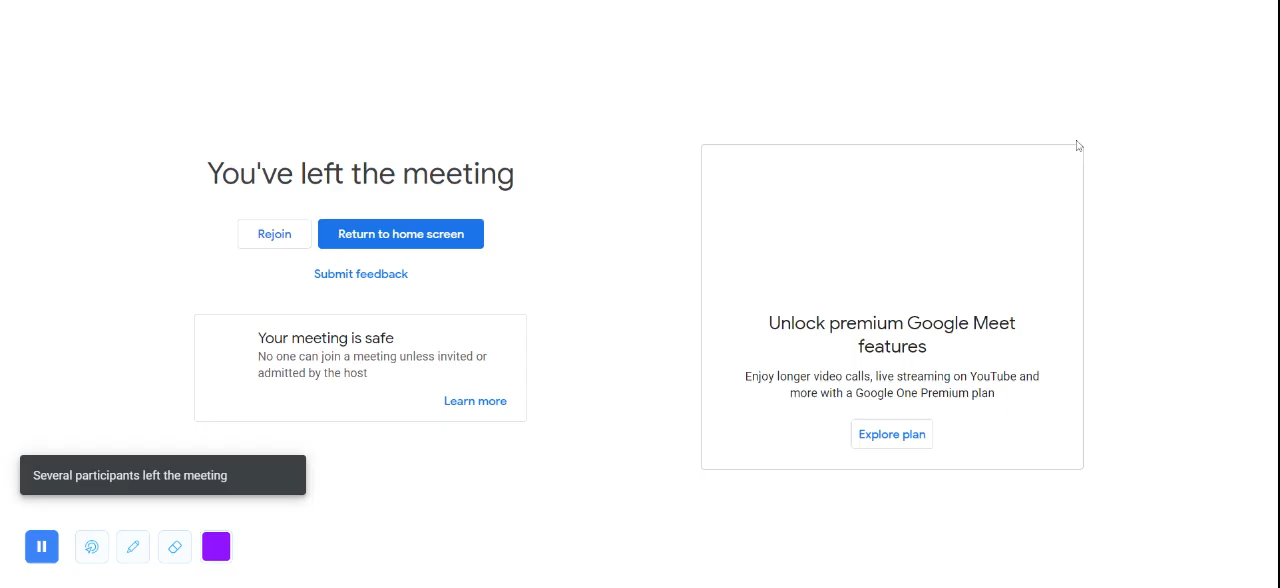 You've left the meeting
Rejoin
Return to home screen
Submit feedback
Your meeting is safe
No one can join a meeting unless invited or
admitted by the host
Learn more
Unlock premium Google Meet
features
Enjoy longer video calls, live streaming on YouTube and
more with a Google One Premium plan
Explore plan
Several participants left the meeting